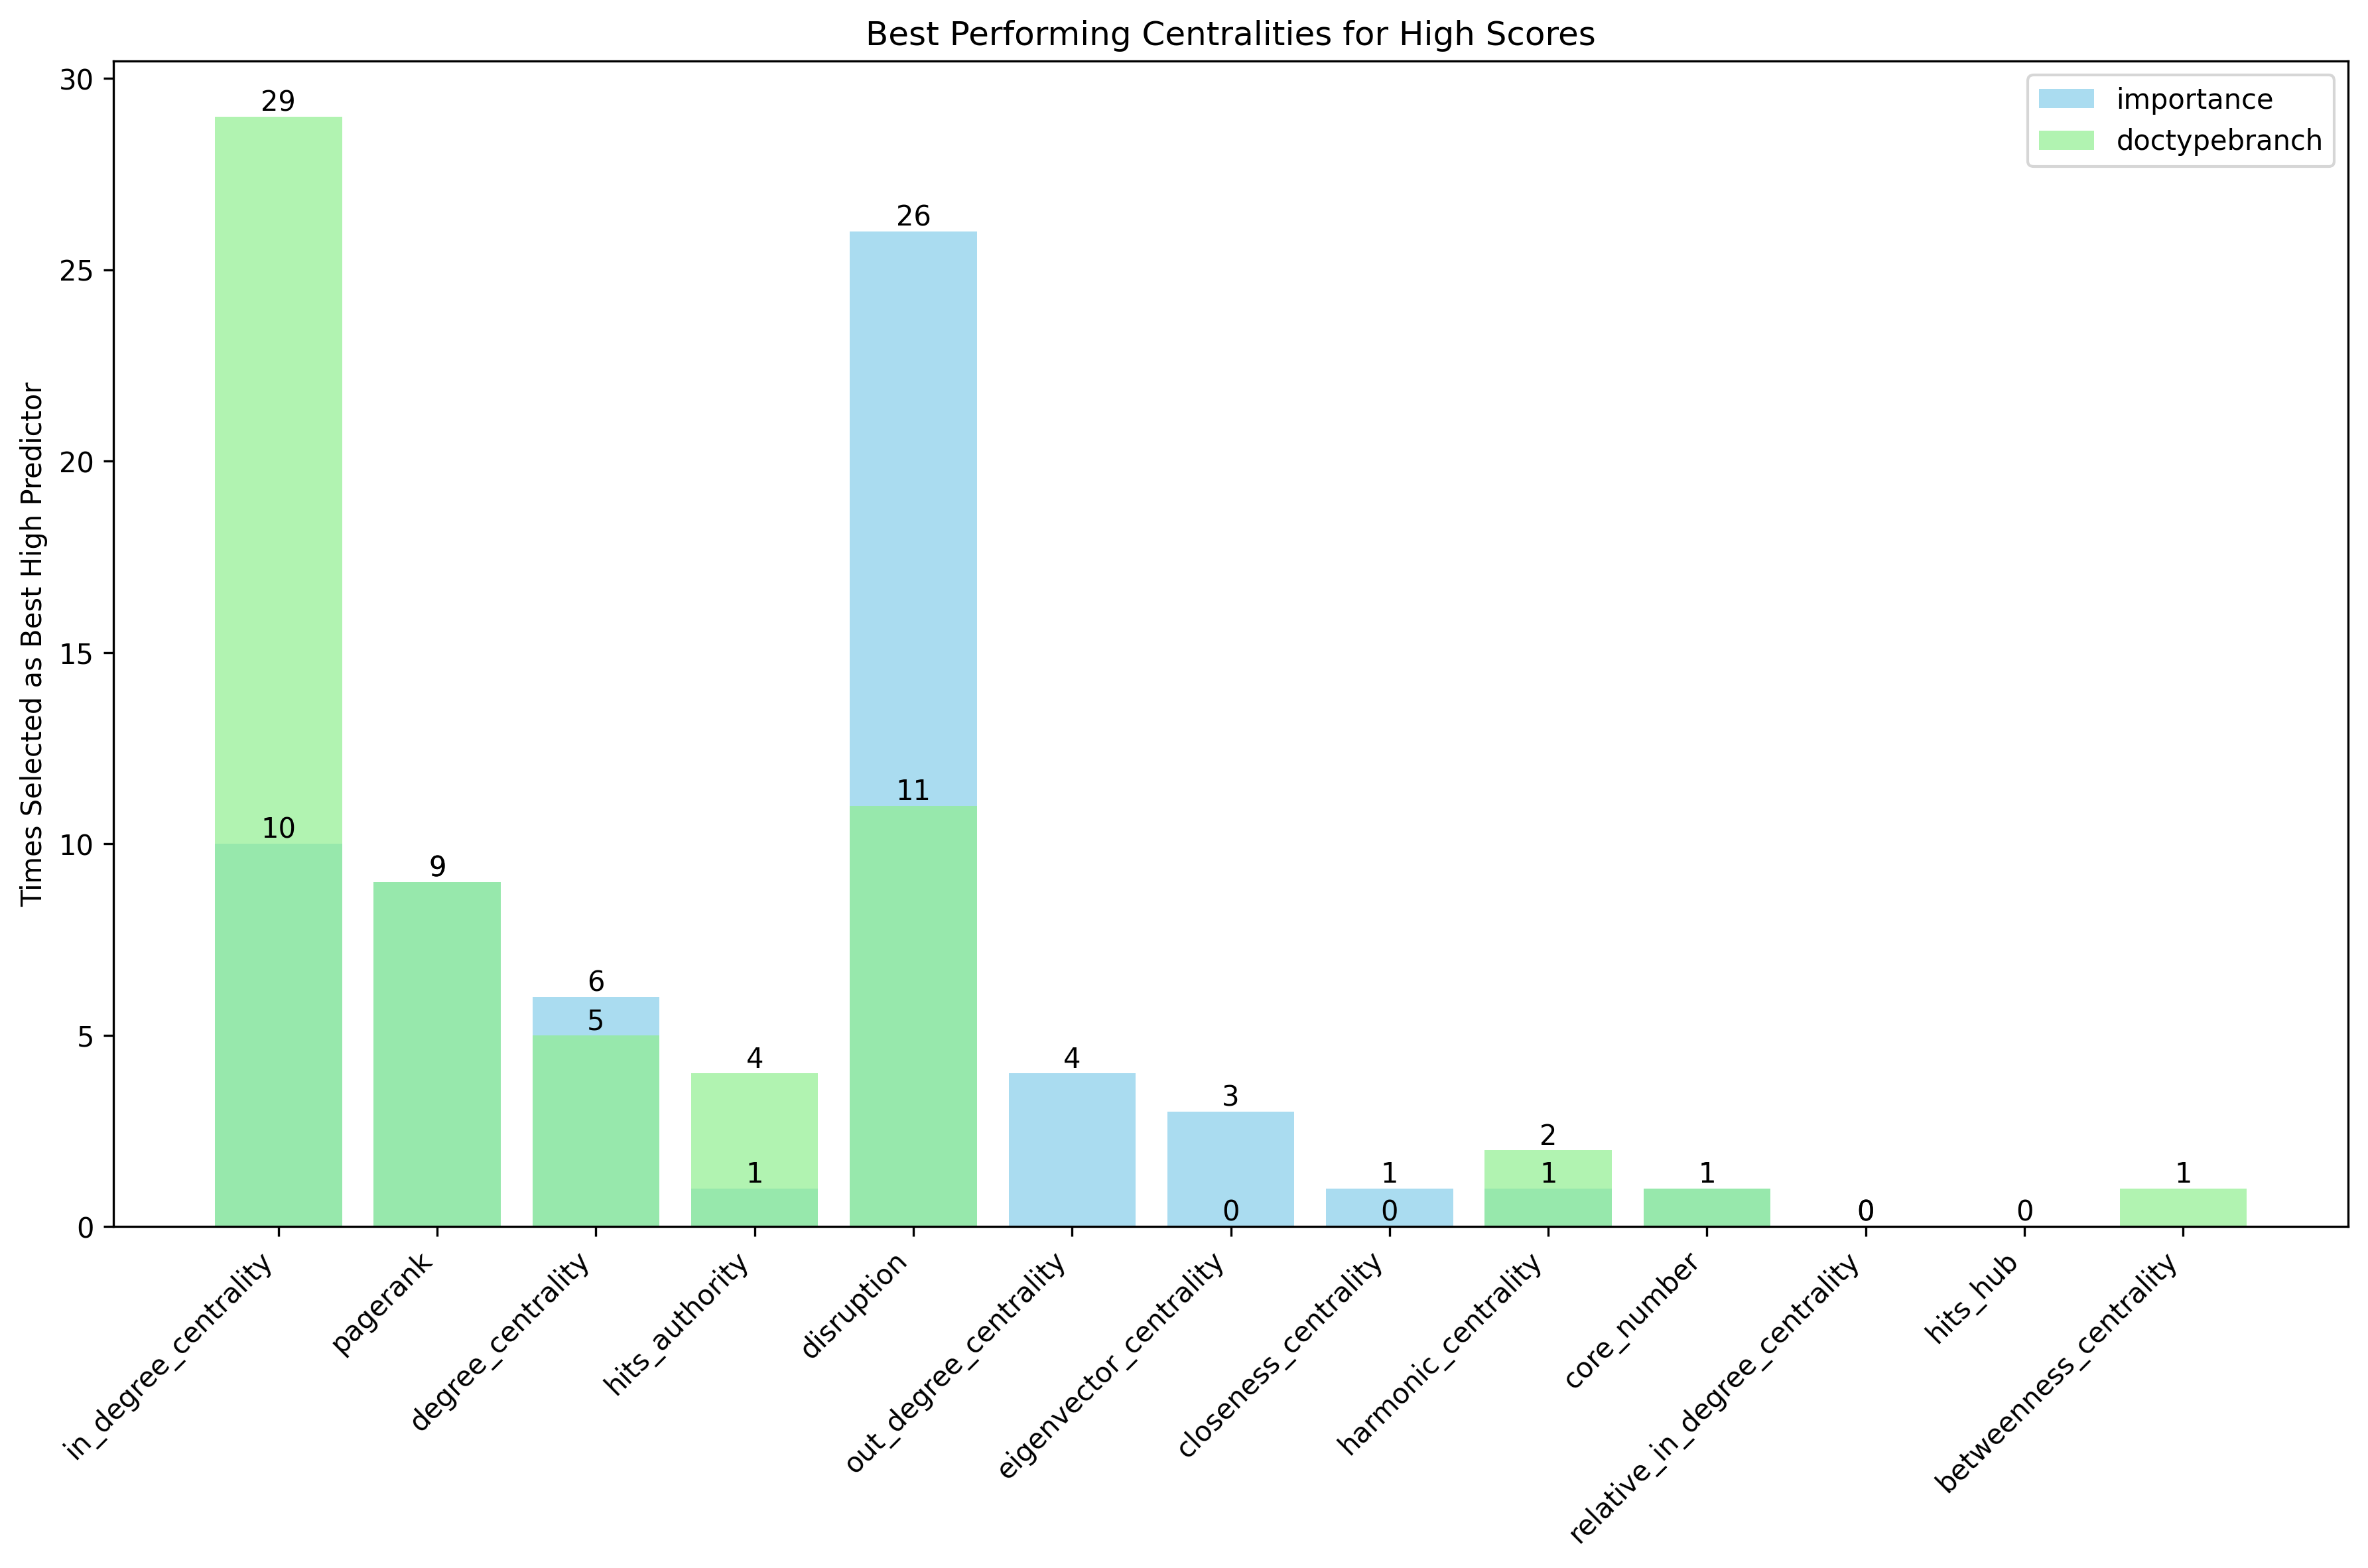 Best Performing Centralities for High Scores
Times Selected as Best High Predictor
30
25
20
15
10
5
0
importance
doctypebranch
29
10
9
6
5
4
1
26
11
4
3
0
1
0
2
1
1
0
0
1
in_degree_centrality
pagerank
degree_centrality
hits_authority
disruption
out_degree_centrality
eigenvector_centrality
closeness_centrality
harmonic_centrality
core_number
relative_in_degree_centrality
hits_hub
betweenness_centrality